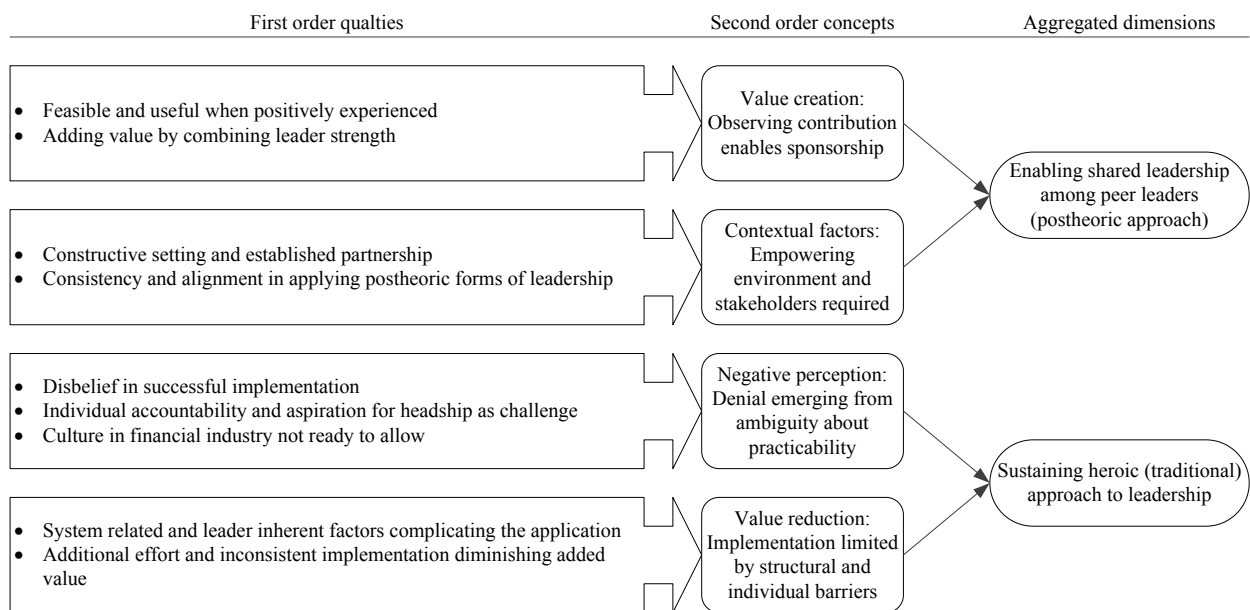 First order qualties
Second order concepts
Aggregated dimensions
• Feasible and useful when positively experienced
• Adding value by combining leader strength
Value creation:
Observing contribution
enables sponsorship
Enabling shared leadership
among peer leaders
(postheoric approach)
• Constructive setting and established partnership
• Consistency and alignment in applying postheoric forms of leadership
Contextual factors:
Empowering
environment and
stakeholders required
• Disbelief in successful implementation
• Individual accountability and aspiration for headship as challenge
• Culture in financial industry not ready to allow
Negative perception:
Denial emerging from
ambiguity about
practicability
Sustaining heroic (traditional)
approach to leadership
• System related and leader inherent factors complicating the application
• Additional effort and inconsistent implementation diminishing added
value
Value reduction:
Implementation limited
by structural and
individual barriers